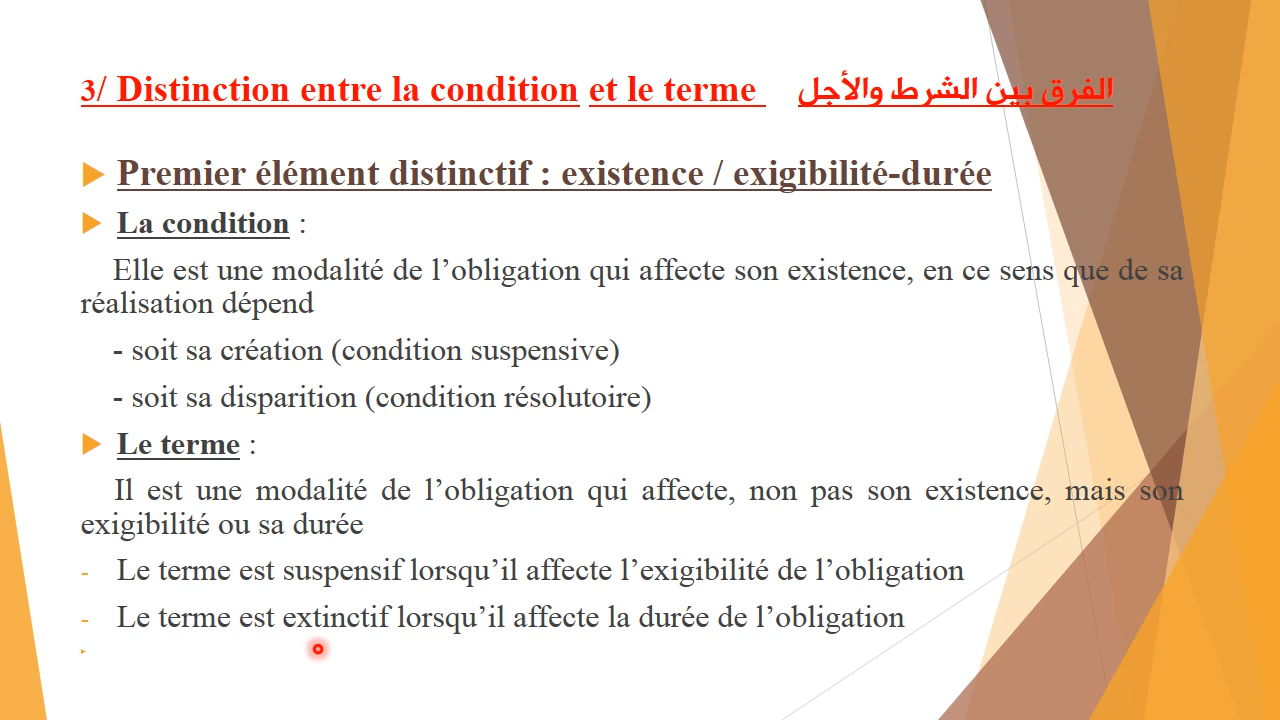 3/ Distinction entre la condition et le terme الفرق بين الشرط والأجل
Premier élément distinctif : existence / exigibilité-durée
La condition :
Elle est une modalité de l’obligation qui affecte son existence, en ce sens que de sa
réalisation dépend
- soit sa création (condition suspensive)
- soit sa disparition (condition résolutoire)
Le terme :
Il est une modalité de l’obligation qui affecte, non pas son existence, mais son
exigibilité ou sa durée
- Le terme est suspensif lorsqu’il affecte l’exigibilité de l’obligation
- Le terme est extinctif lorsqu’il affecte la durée de l’obligation